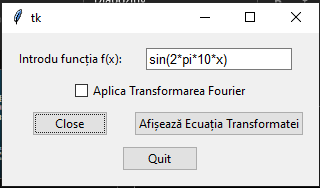 tk
Introdu funcția f(x): sin(2*pi*10*x)
Aplica Transformarea Fourier
Close Afișează Ecuația Transformatei
Quit